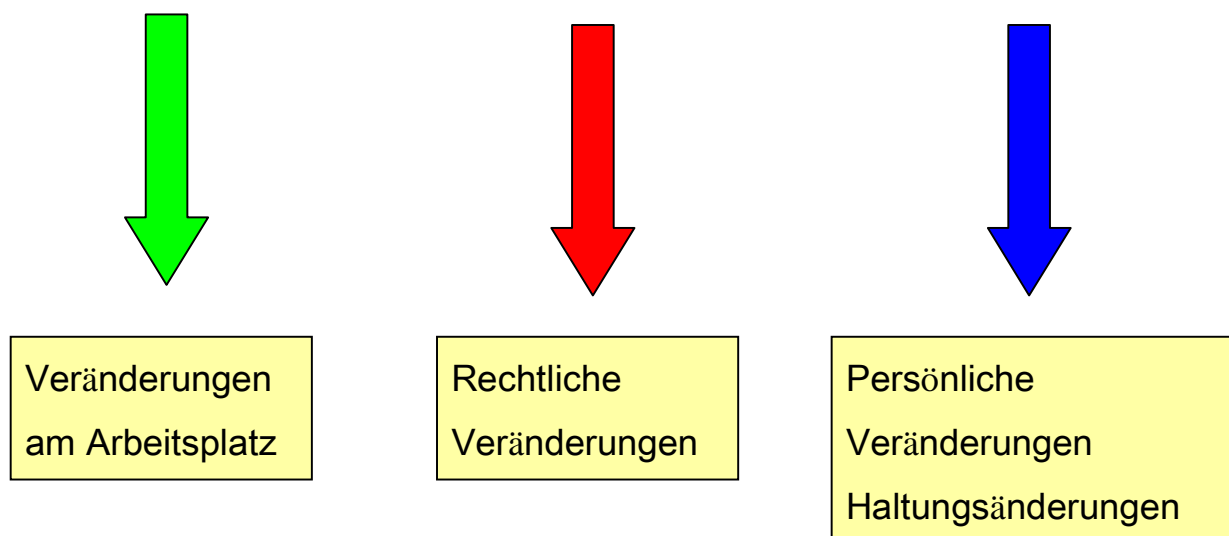 Veränderungen
am Arbeitsplatz
Rechtliche
Veränderungen
Persönliche
Veränderungen
Haltungsänderungen